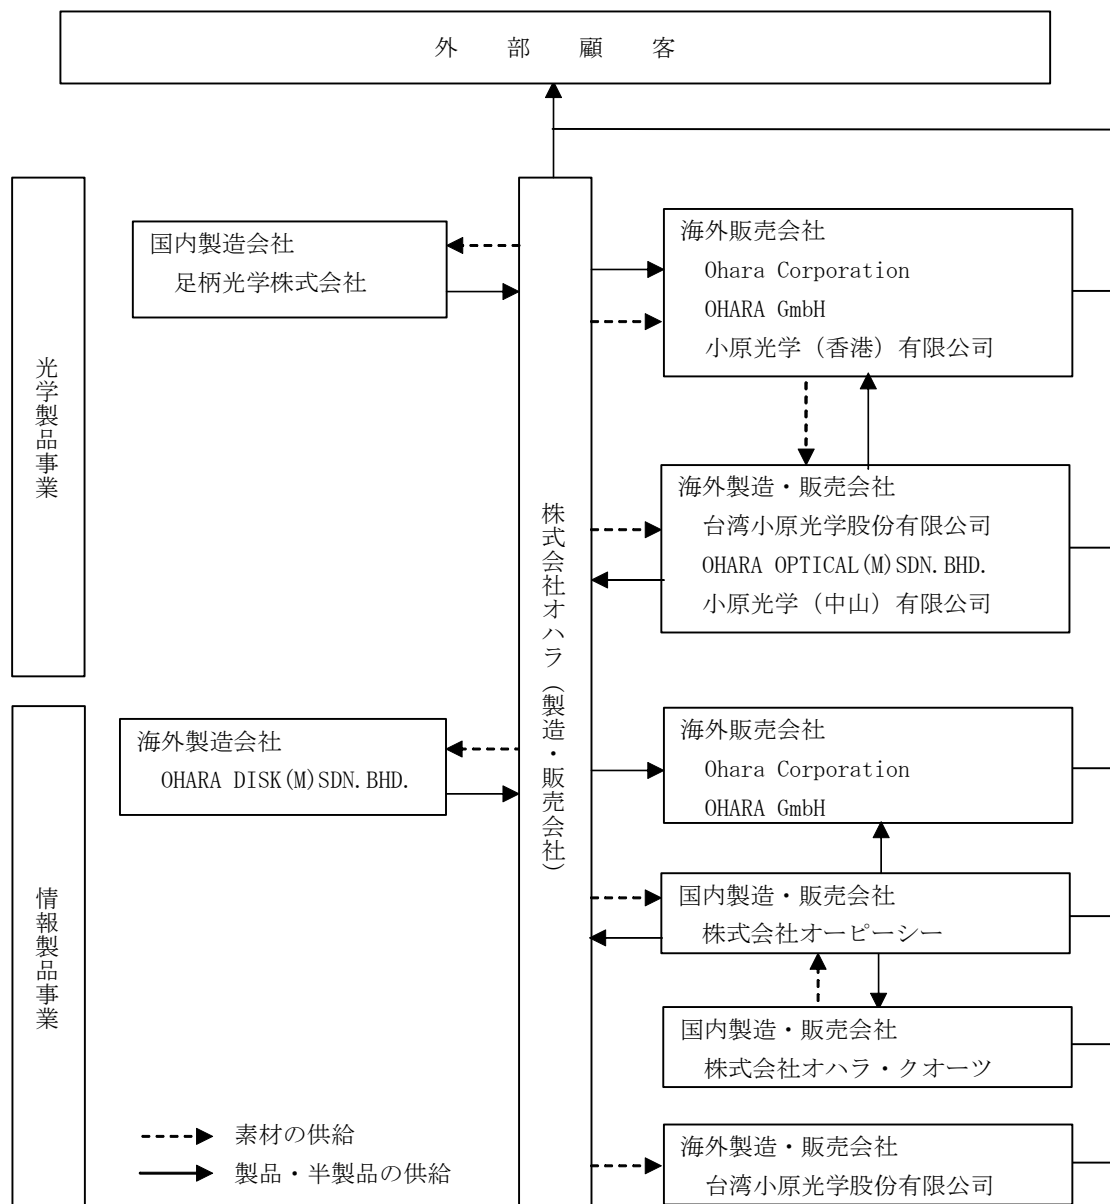 外部顧客
光学製品事業
国内製造会社
足柄光学株式会社
株式会社オハラ（製造・販売会社）
海外販売会社
Ohara Corporation
OHARA GmbH
小原光学（香港）有限公司
海外製造・販売会社
台湾小原光学股份有限公司
OHARA OPTICAL(M)SDN.BHD.
小原光学（中山）有限公司
情報製品事業
海外製造会社
OHARA DISK(M)SDN.BHD.
海外販売会社
Ohara Corporation
OHARA GmbH
国内製造・販売会社
株式会社オーピーシー
国内製造・販売会社
株式会社オハラ・クオーツ
海外製造・販売会社
台湾小原光学股份有限公司
素材の供給
製品・半製品の供給